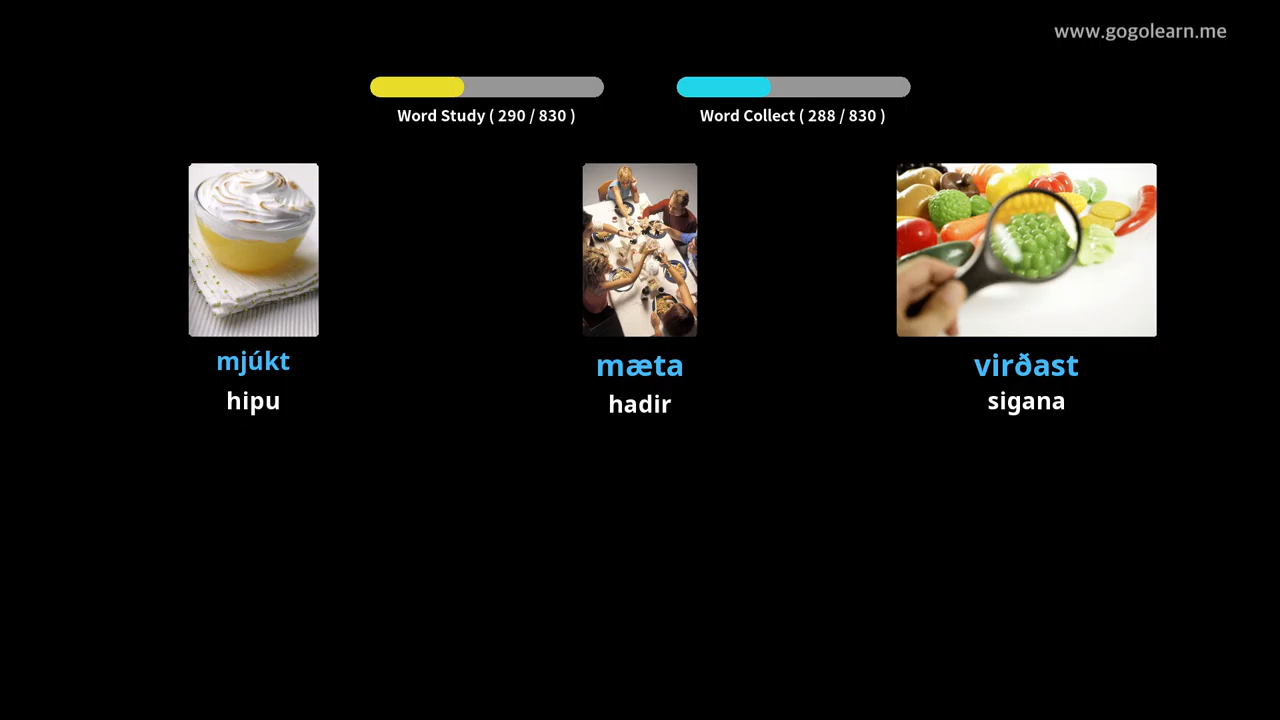 www.gogolearn.me
Word Study ( 290 / 830 )
Word Collect ( 288 / 830 )
mjúkt
hipu
mæta
hadir
virðast
sigana